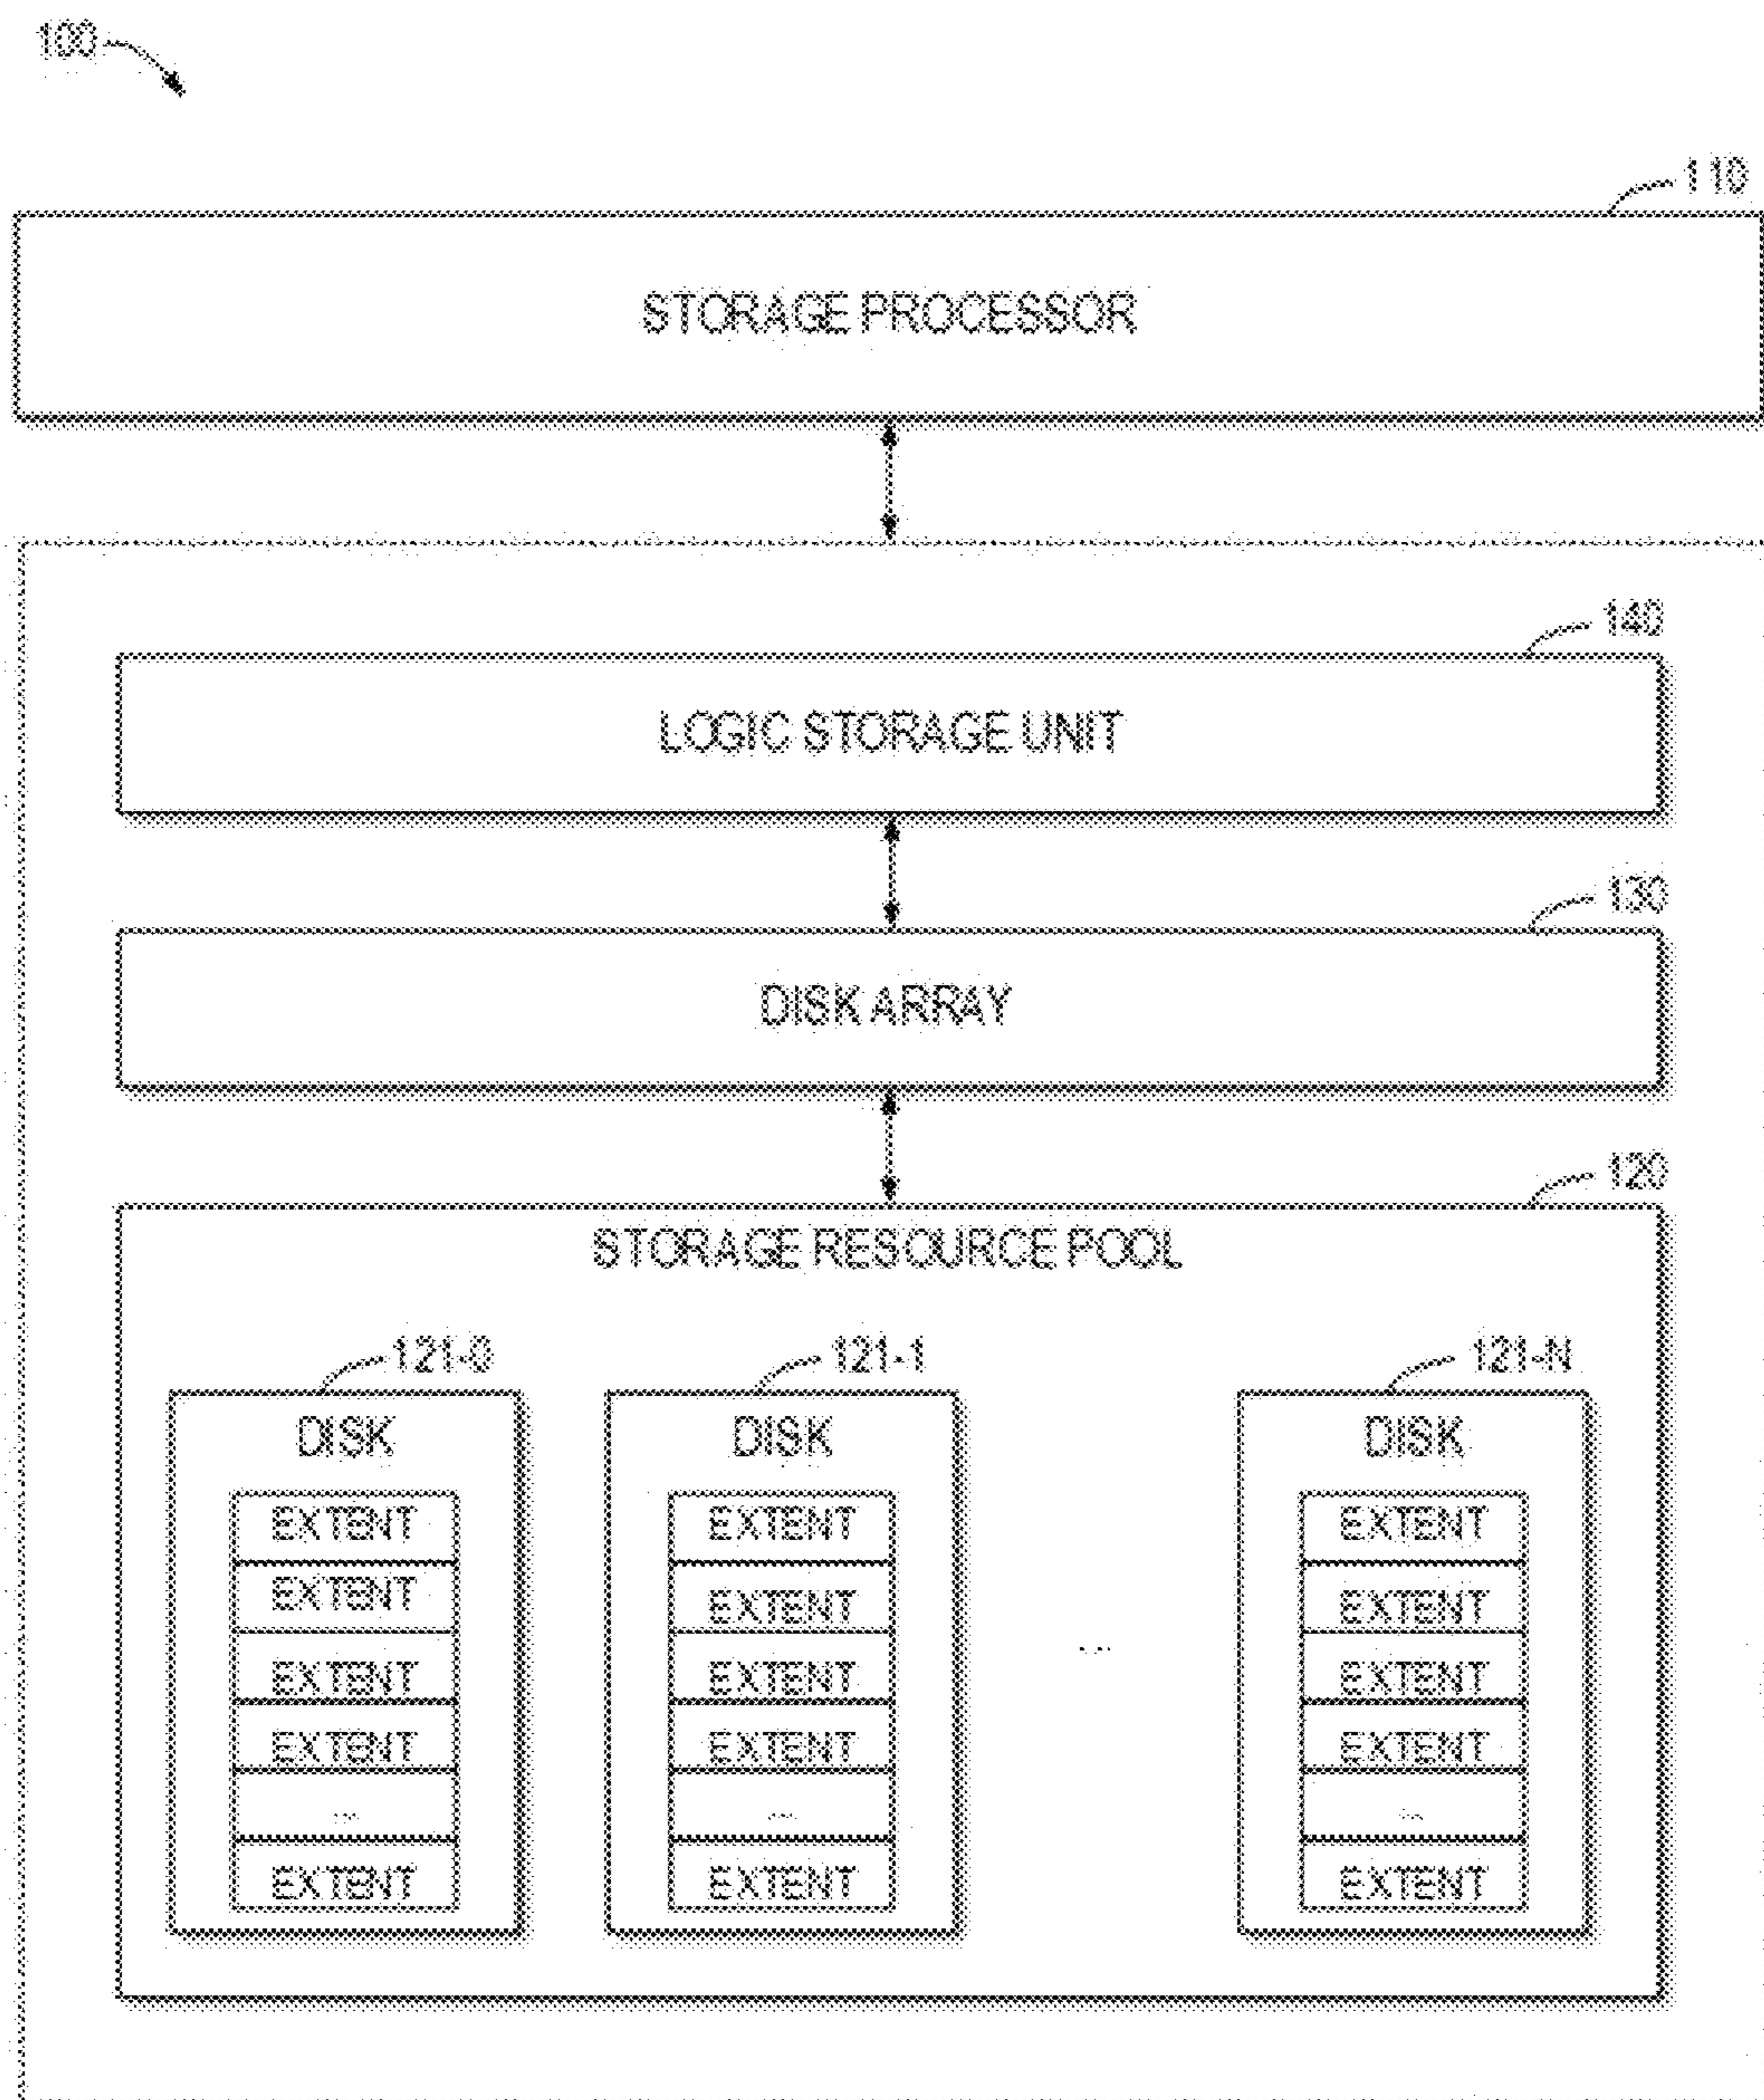 100
110
STORAGE PROCESSOR
140
LOGIC STORAGE UNIT
130
DISK ARRAY
120
STORAGE RESOURCE POOL
121-0 121-1 121-N
DISK DISK DISK
EXTENT EXTENT EXTENT
EXTENT EXTENT EXTENT
EXTENT EXTENT ... EXTENT
EXTENT EXTENT EXTENT
... ... ...
EXTENT EXTENT EXTENT